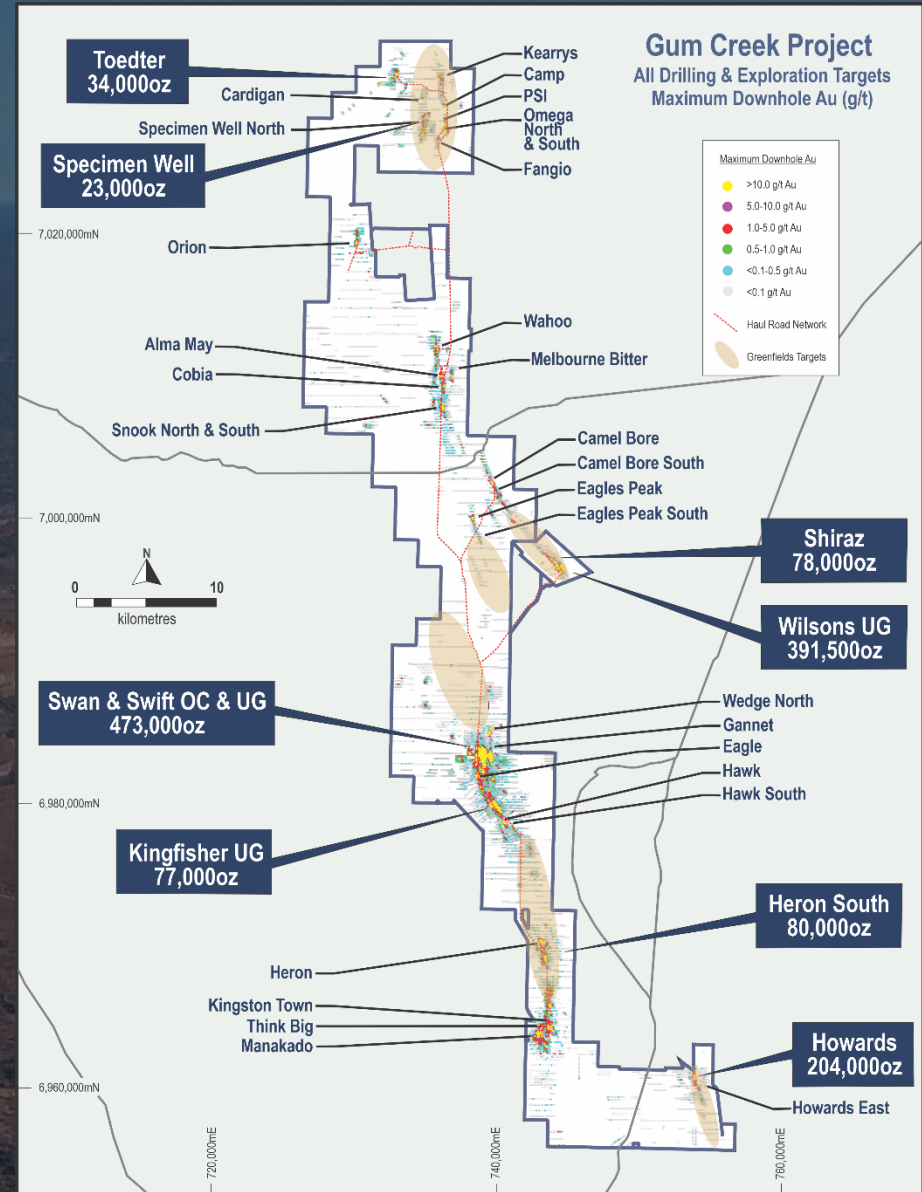 Gum Creek Project
All Drilling & Exploration Targets
Maximum Downhole Au (g/t)
Toedter
34,000oz
Cardigan
Specimen Well North
Specimen Well
23,000oz
Kearrys
Camp
PSI
Omega
North
& South
Fangio
Maximum Downhole Au
>10.0 g/t Au
5.0-10.0 g/t Au
1.0-5.0 g/t Au
0.5-1.0 g/t Au
<0.1-0.5 g/t Au
<0.1 g/t Au
Haul Road Network
Greenfields Targets
7,020,000mN
Orion
Wahoo
Alma May
Melbourne Bitter
Cobia
Snook North & South
Camel Bore
Camel Bore South
Eagles Peak
Eagles Peak South
7,000,000mN
Shiraz
78,000oz
N
0 10
kilometres
Wilsons UG
391,500oz
Swan & Swift OC & UG
473,000oz
Wedge North
Gannet
Eagle
Hawk
Hawk South
6,980,000mN
Kingfisher UG
77,000oz
Heron South
80,000oz
Heron
Kingston Town
Think Big
Manakado
Howards
204,000oz
6,960,000mN
Howards East
720,000mE
740,000mE
760,000mE